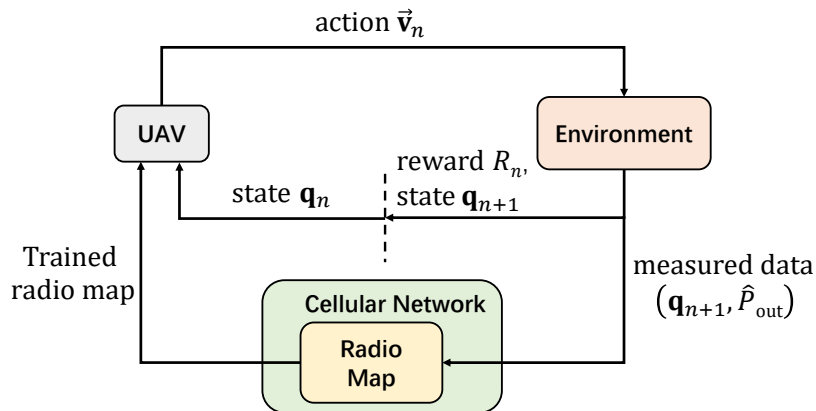 action v⃗ₙ
UAV
Environment
reward Rₙ,
state qₙ₊₁
state qₙ
Trained
radio map
measured data
(qₙ₊₁, P̂ₒᵤₜ)
Cellular Network
Radio
Map